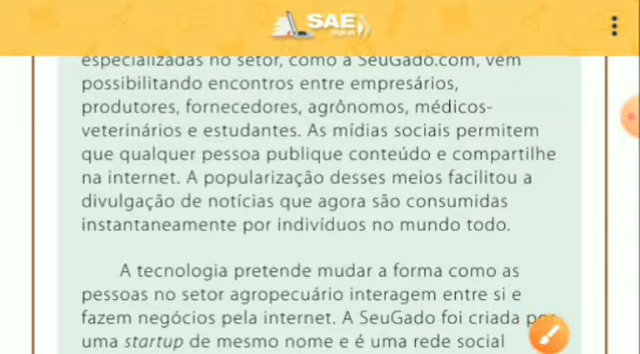 SAE
digital
especializadas no setor, como a SeuGado.com, vêm
possibilitando encontros entre empresários,
produtores, fornecedores, agrônomos, médicos-
veterinários e estudantes. As mídias sociais permitem
que qualquer pessoa publique conteúdo e compartilhe
na internet. A popularização desses meios facilitou a
divulgação de notícias que agora são consumidas
instantaneamente por indivíduos no mundo todo.
A tecnologia pretende mudar a forma como as
pessoas no setor agropecuário interagem entre si e
fazem negócios pela internet. A SeuGado foi criada por
uma startup de mesmo nome e é uma rede social